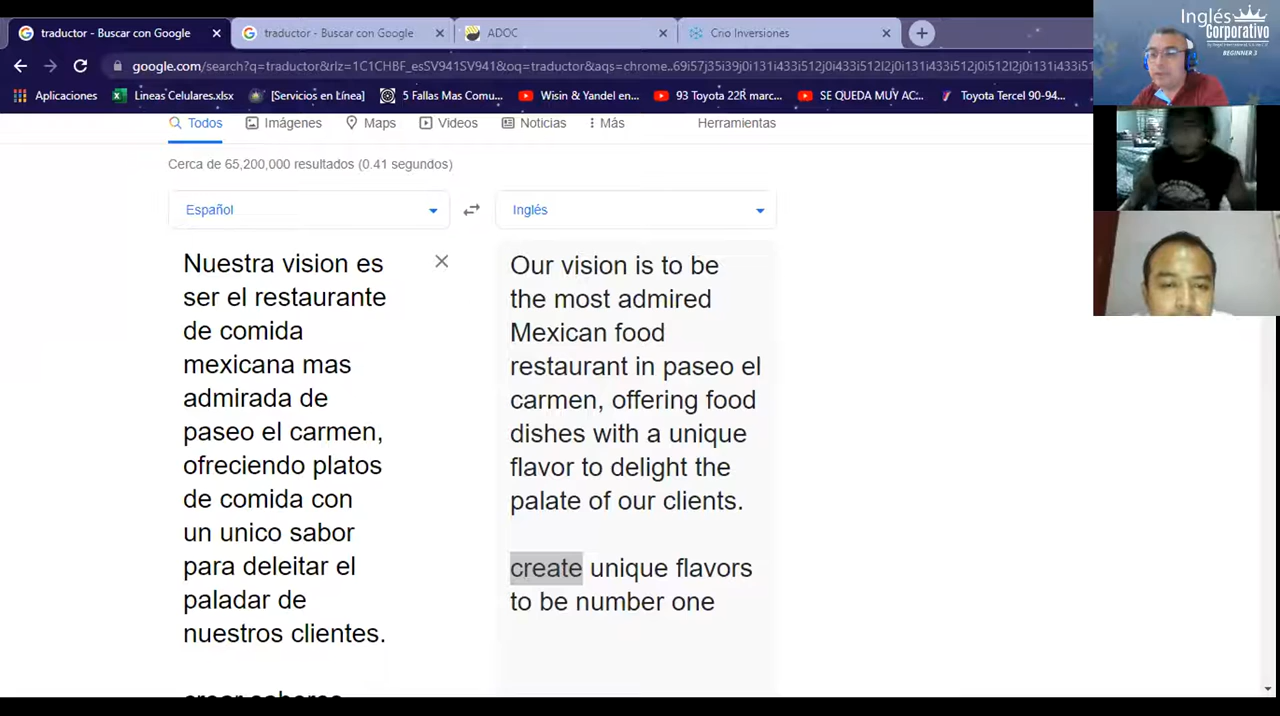 traductor - Buscar con Google
traductor - Buscar con Google
ADOC
Crio Inversiones
Inglés
Corporativo
BEGINNER 3
google.com/search?q=traductor&rlz=1C1CHBF_esSV941SV941&oq=traductor&aqs=chrome..69i57j35i39j0i131i433i512j0i433i512l2j0i131i433i512j0i433i51
Aplicaciones
Lineas Celulares.xlsx
[Servicios en Línea]
5 Fallas Mas Comu...
Wisin & Yandel en...
93 Toyota 22R marc...
SE QUEDA MUY AC...
Toyota Tercel 90-94...
Todos
Imágenes
Maps
Videos
Noticias
Más
Herramientas
Cerca de 65,200,000 resultados (0.41 segundos)
Español
Inglés
Nuestra vision es
ser el restaurante
de comida
mexicana mas
admirada de
paseo el carmen,
ofreciendo platos
de comida con
un unico sabor
para deleitar el
paladar de
nuestros clientes.
crear sabores
Our vision is to be
the most admired
Mexican food
restaurant in paseo el
carmen, offering food
dishes with a unique
flavor to delight the
palate of our clients.
create unique flavors
to be number one